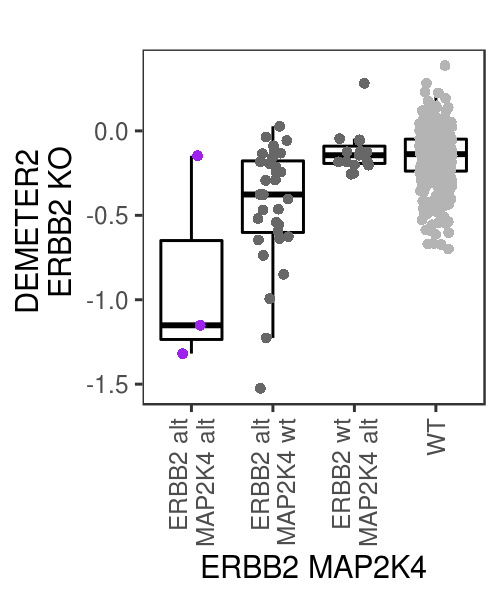 DEMETER2
ERBB2 KO
0.0
-0.5
-1.0
-1.5
ERBB2 alt
MAP2K4 alt
ERBB2 alt
MAP2K4 wt
ERBB2 wt
MAP2K4 alt
WT
ERBB2 MAP2K4